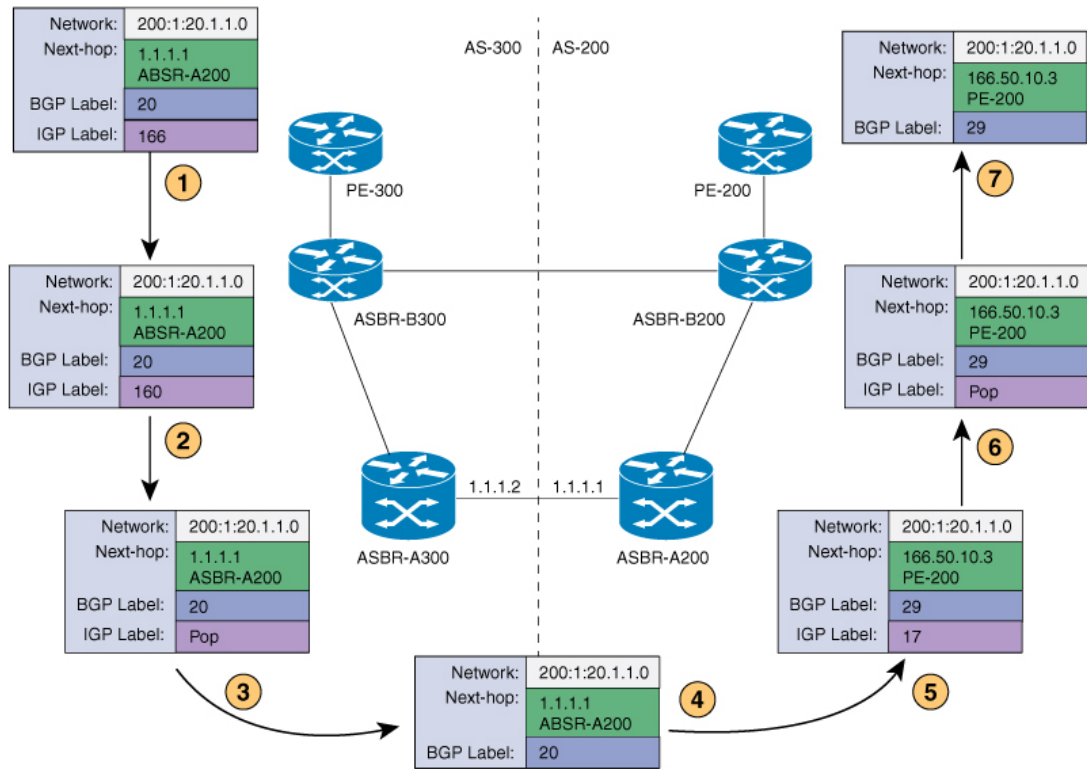 Network: 200:1:20.1.1.0
Next-hop: 1.1.1.1
ABSR-A200
BGP Label: 20
IGP Label: 166
1
Network: 200:1:20.1.1.0
Next-hop: 1.1.1.1
ABSR-A200
BGP Label: 20
IGP Label: 160
2
Network: 200:1:20.1.1.0
Next-hop: 1.1.1.1
ASBR-A200
BGP Label: 20
IGP Label: Pop
3
AS-300 AS-200
PE-300
PE-200
ASBR-B300
ASBR-B200
1.1.1.2 1.1.1.1
ASBR-A300
ASBR-A200
Network: 200:1:20.1.1.0
Next-hop: 1.1.1.1
ABSR-A200
BGP Label: 20
4
5
Network: 200:1:20.1.1.0
Next-hop: 166.50.10.3
PE-200
BGP Label: 29
IGP Label: 17
6
Network: 200:1:20.1.1.0
Next-hop: 166.50.10.3
PE-200
BGP Label: 29
IGP Label: Pop
7
Network: 200:1:20.1.1.0
Next-hop: 166.50.10.3
PE-200
BGP Label: 29